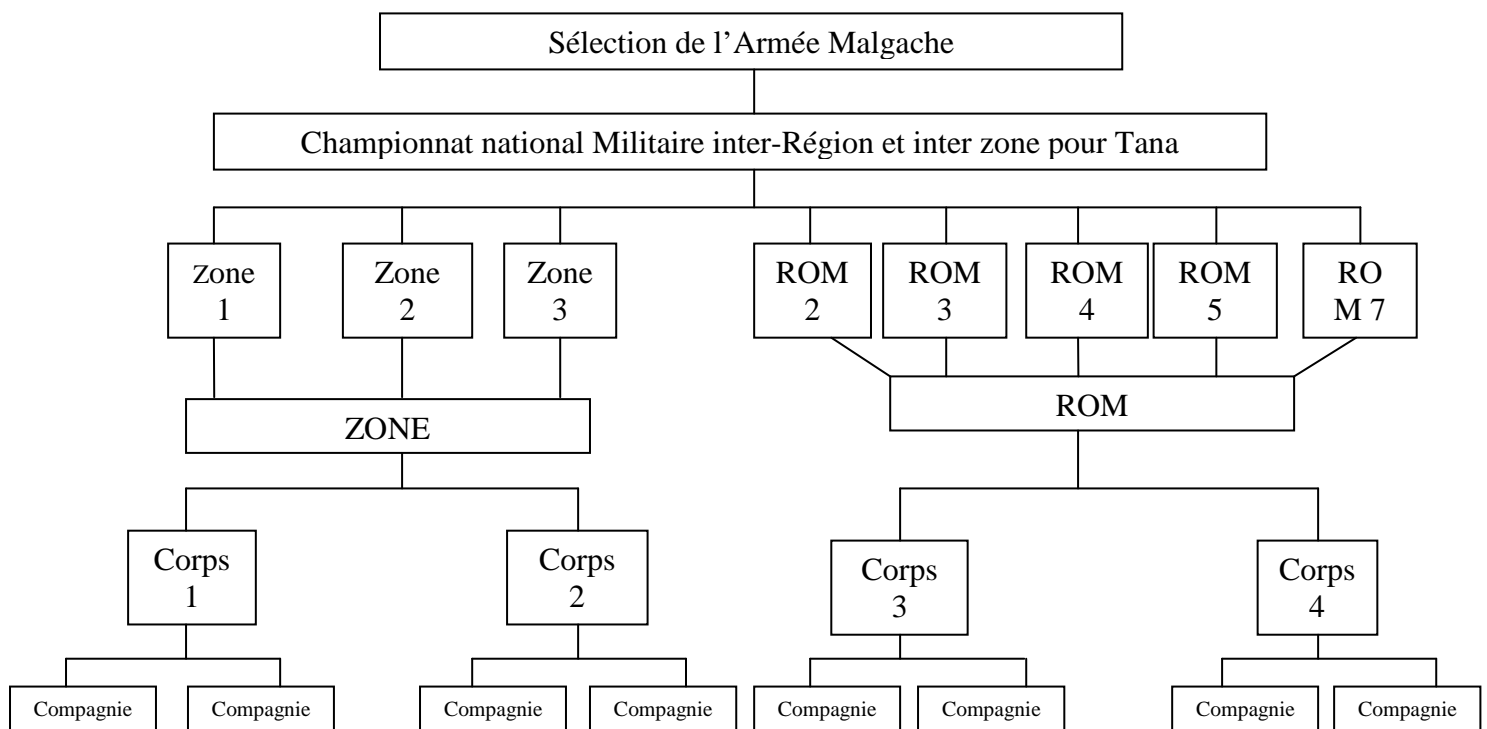 Sélection de l’Armée Malgache
Championnat national Militaire inter-Région et inter zone pour Tana
Zone
1
Zone
2
Zone
3
ROM
2
ROM
3
ROM
4
ROM
5
RO
M 7
ZONE
ROM
Corps
1
Corps
2
Corps
3
Corps
4
Compagnie
Compagnie
Compagnie
Compagnie
Compagnie
Compagnie
Compagnie
Compagnie